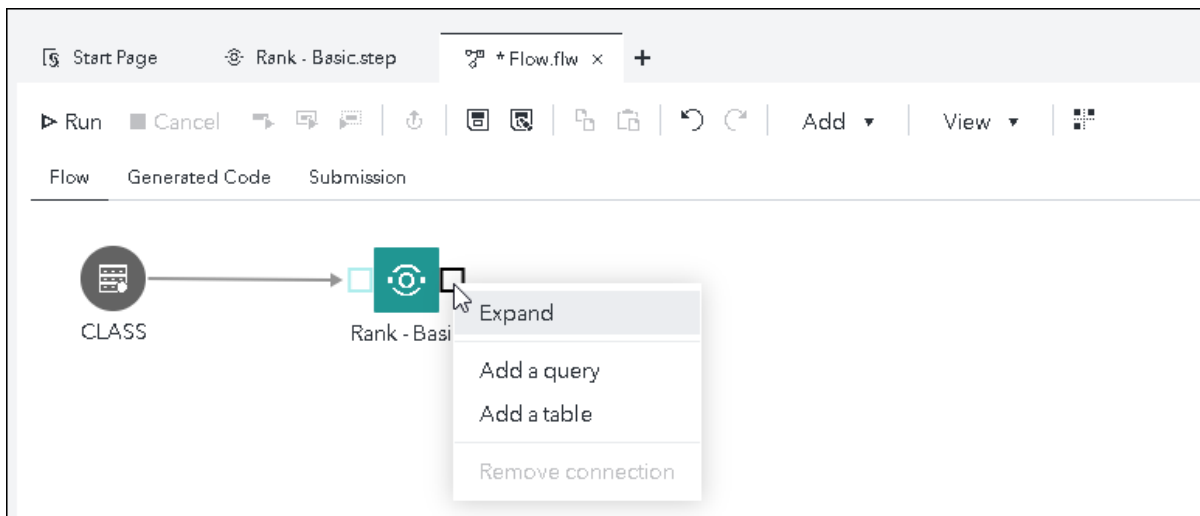 Start Page Rank - Basic.step * Flow.flw × +
Run Cancel Add View
Flow Generated Code Submission
CLASS
Rank - Basi
Expand
Add a query
Add a table
Remove connection